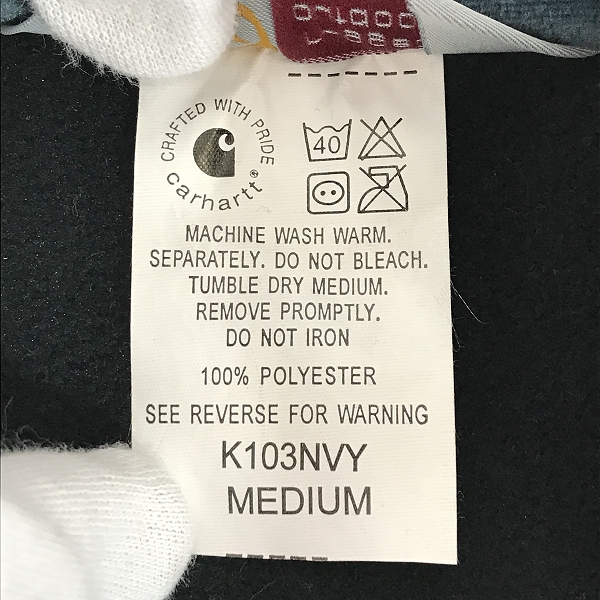 CRAFTED WITH PRIDE
carhartt®
40
MACHINE WASH WARM.
SEPARATELY. DO NOT BLEACH.
TUMBLE DRY MEDIUM.
REMOVE PROMPTLY.
DO NOT IRON
100% POLYESTER
SEE REVERSE FOR WARNING
K103NVY
MEDIUM